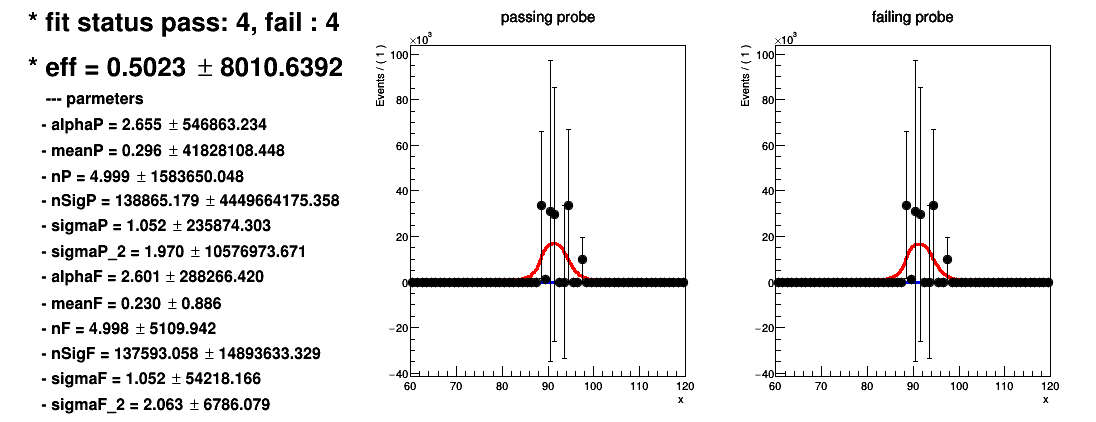 * fit status pass: 4, fail : 4
* eff = 0.5023 ± 8010.6392
--- parmeters
- alphaP = 2.655 ± 546863.234
- meanP = 0.296 ± 41828108.448
- nP = 4.999 ± 1583650.048
- nSigP = 138865.179 ± 4449664175.358
- sigmaP = 1.052 ± 235874.303
- sigmaP_2 = 1.970 ± 10576973.671
- alphaF = 2.601 ± 288266.420
- meanF = 0.230 ± 0.886
- nF = 4.998 ± 5109.942
- nSigF = 137593.058 ± 14893633.329
- sigmaF = 1.052 ± 54218.166
- sigmaF_2 = 2.063 ± 6786.079
passing probe
×10³
Events / ( 1 )
100
80
60
40
20
0
−20
−40
60 70 80 90 100 110 120
x
failing probe
×10³
Events / ( 1 )
100
80
60
40
20
0
−20
−40
60 70 80 90 100 110 120
x